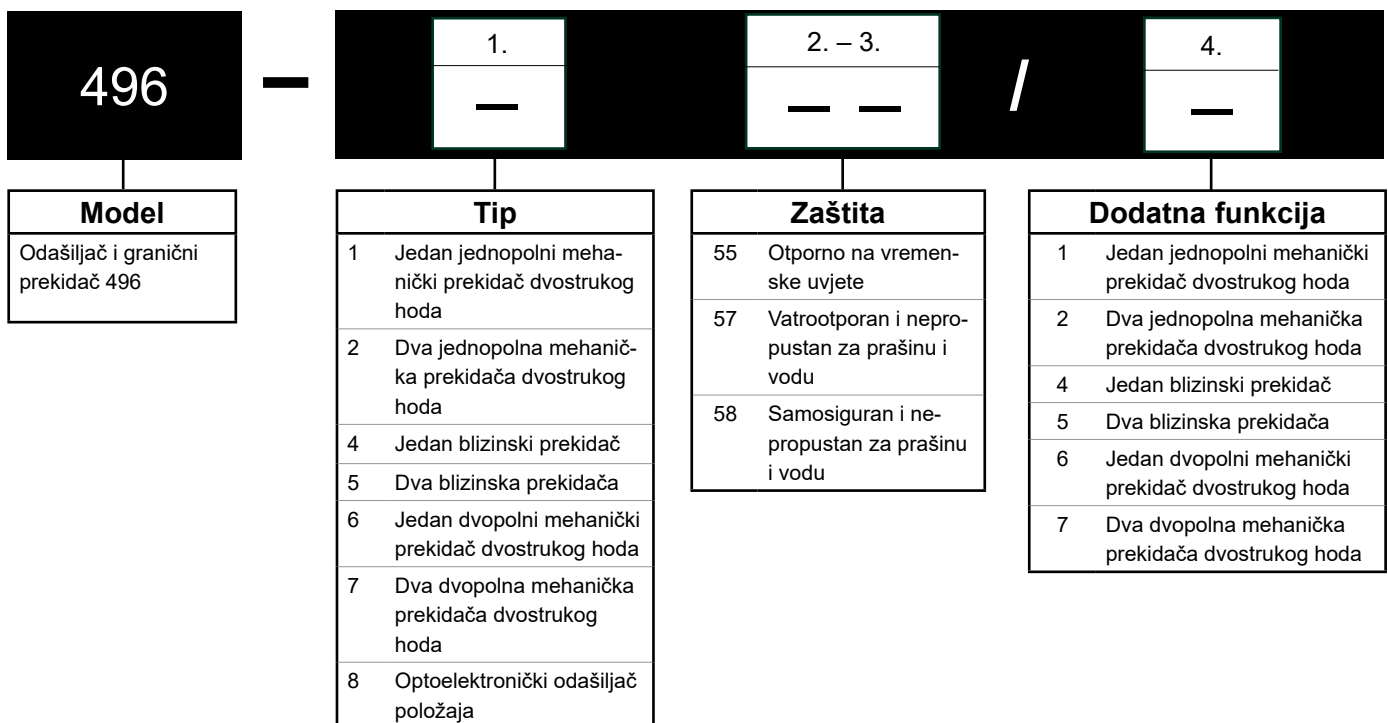 496 – 1. – 2. – 3. – – / 4. –
Model
Odašiljač i granični
prekidač 496
Tip
1 Jedan jednopolni meha-
nički prekidač dvostrukog
hoda
2 Dva jednopolna mehanič-
ka prekidača dvostrukog
hoda
4 Jedan blizinski prekidač
5 Dva blizinska prekidača
6 Jedan dvopolni mehanički
prekidač dvostrukog hoda
7 Dva dvopolna mehanička
prekidača dvostrukog
hoda
8 Optoelektronički odašiljač
položaja
Zaštita
55 Otporno na vremen-
ske uvjete
57 Vatrootporan i nepro-
pustan za prašinu i
vodu
58 Samosiguran i ne-
propustan za prašinu
i vodu
Dodatna funkcija
1 Jedan jednopolni mehanički
prekidač dvostrukog hoda
2 Dva jednopolna mehanička
prekidača dvostrukog hoda
4 Jedan blizinski prekidač
5 Dva blizinska prekidača
6 Jedan dvopolni mehanički
prekidač dvostrukog hoda
7 Dva dvopolna mehanička
prekidača dvostrukog hoda